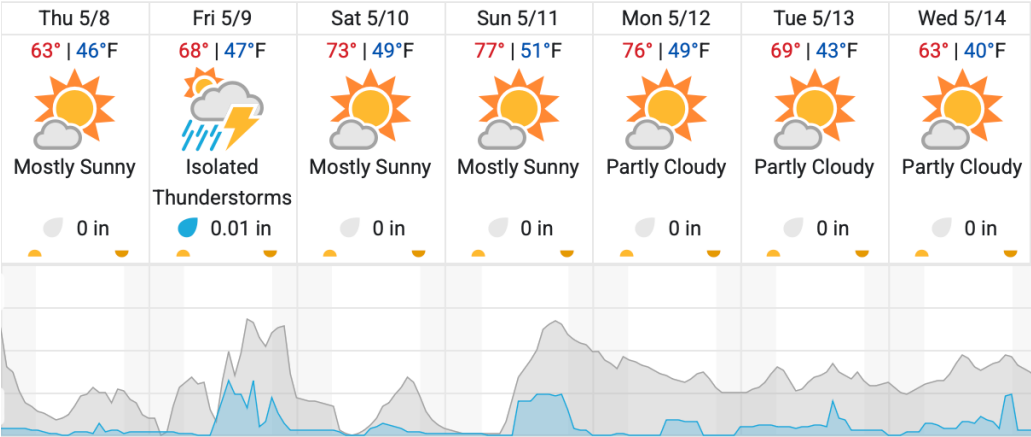 Thu 5/8 Fri 5/9 Sat 5/10 Sun 5/11 Mon 5/12 Tue 5/13 Wed 5/14
63° | 46°F 68° | 47°F 73° | 49°F 77° | 51°F 76° | 49°F 69° | 43°F 63° | 40°F
Mostly Sunny Isolated Mostly Sunny Mostly Sunny Partly Cloudy Partly Cloudy Partly Cloudy
Thunderstorms
0 in 0.01 in 0 in 0 in 0 in 0 in 0 in